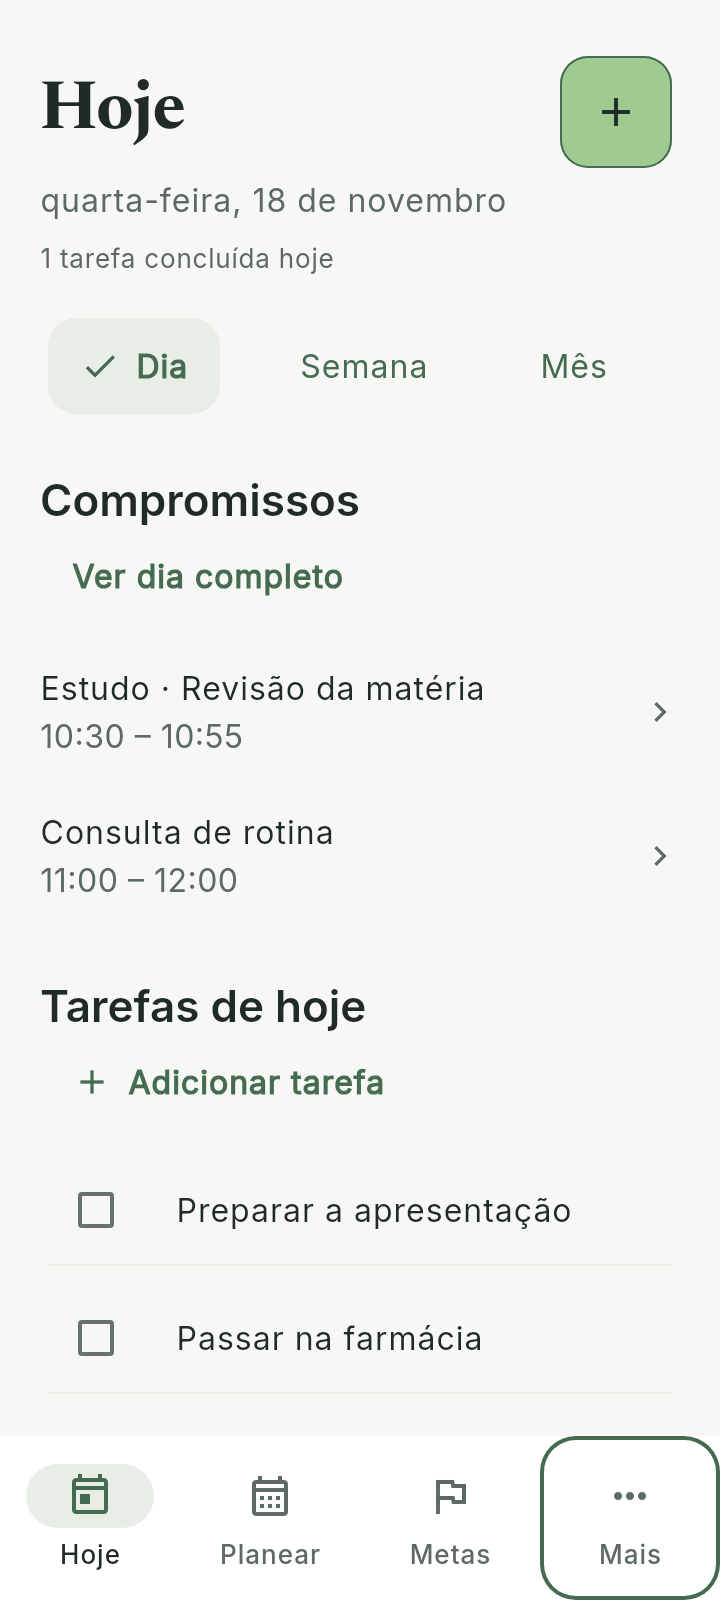 Hoje
quarta-feira, 18 de novembro
1 tarefa concluída hoje
Dia
Semana
Mês
Compromissos
Ver dia completo
Estudo · Revisão da matéria
10:30 – 10:55
Consulta de rotina
11:00 – 12:00
Tarefas de hoje
Adicionar tarefa
Preparar a apresentação
Passar na farmácia
Hoje
Planear
Metas
Mais